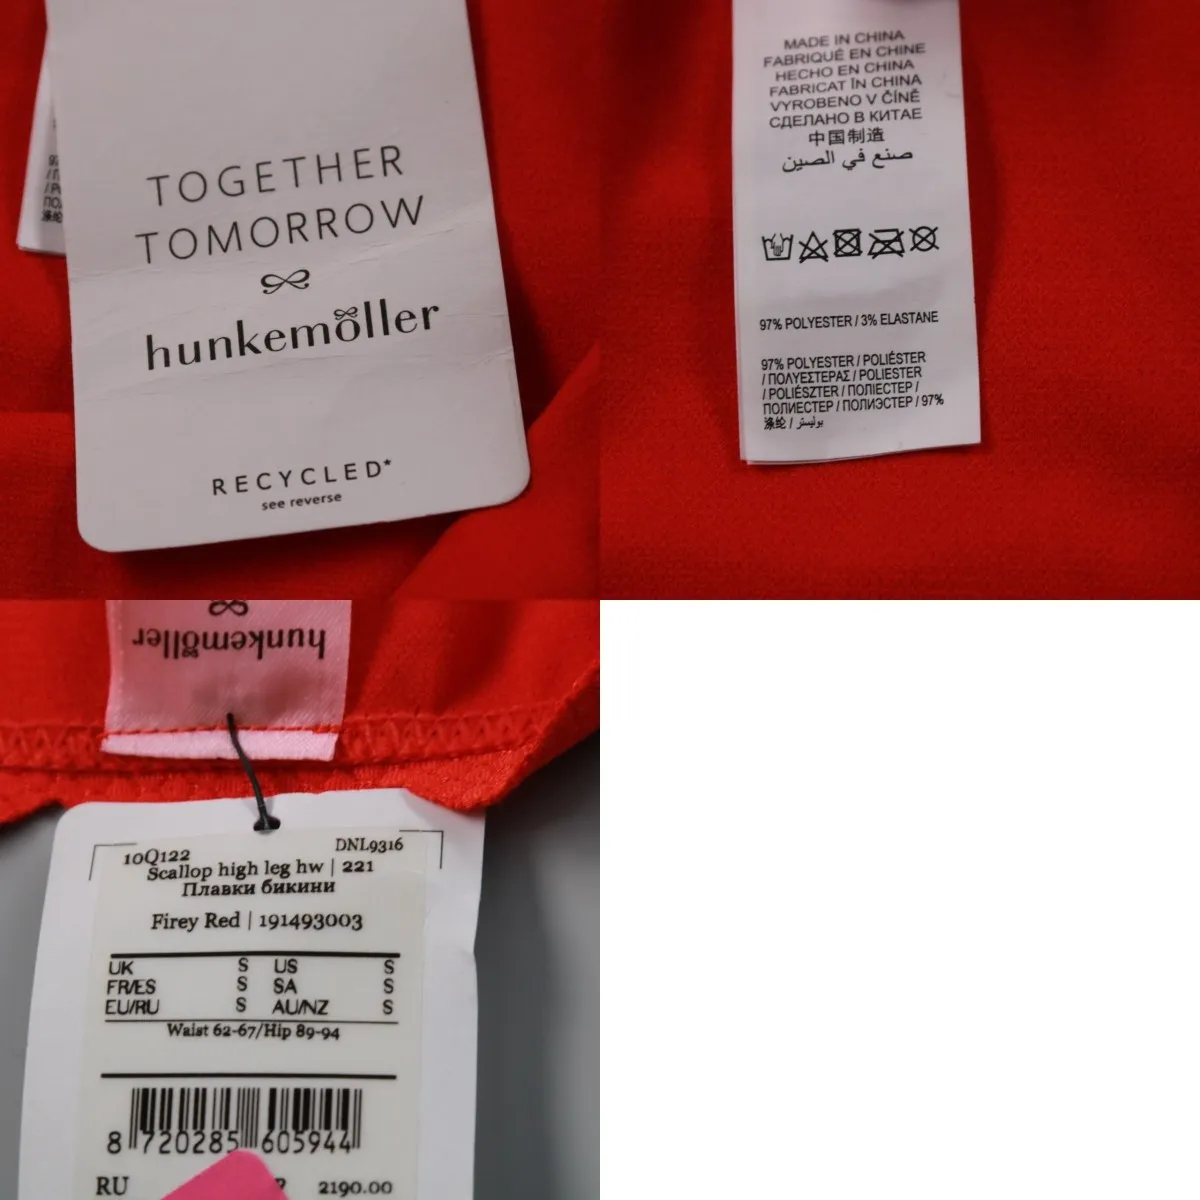 TOGETHER
TOMORROW
hunkemöller
RECYCLED*
see reverse
MADE IN CHINA
FABRIQUÉ EN CHINE
HECHO EN CHINA
FABRICAT ÎN CHINA
VYROBENO V ČÍNĚ
СДЕЛАНО В КИТАЕ
中国制造
صنع في الصين
97% POLYESTER / 3% ELASTANE
97% POLYESTER / POLIÉSTER
/ ΠΟΛΥΕΣΤΕΡΑΣ / POLIESTER
/ POLIÉSZTER / ПОЛІЕСТЕР /
ПОЛИЕСТЕР / ПОЛИЭСТЕР / 97%
涤纶 / بوليستر
hunkemöller
10Q122 DNL9316
Scallop high leg hw | 221
Плавки бикини
Firey Red | 191493003
UK S US S
FR/ES S SA S
EU/RU S AU/NZ S
Waist 62-67/Hip 89-94
8 720285 605944
RU 2190.00